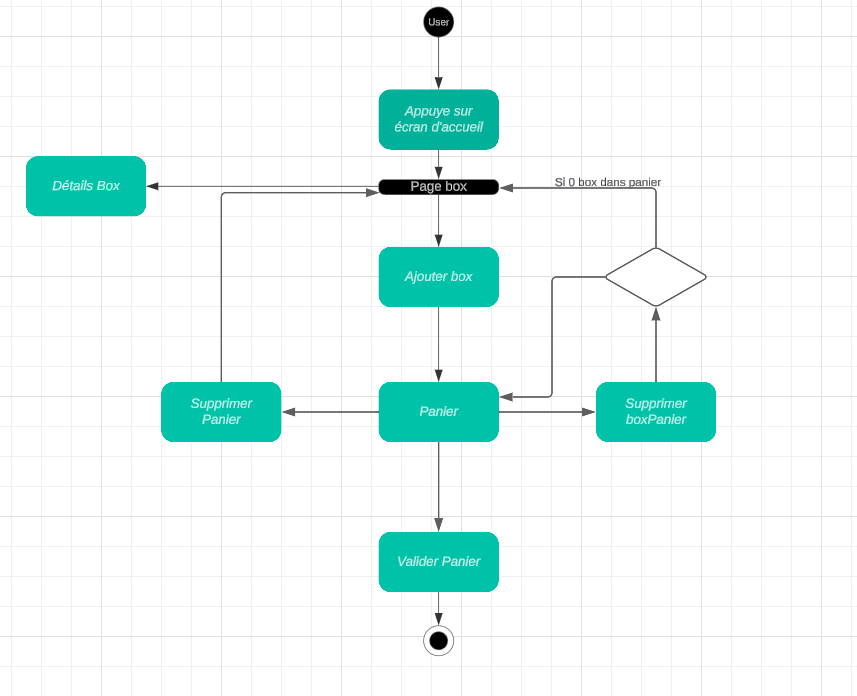 User
Appuye sur
écran d'accueil
Détails Box
Page box
Si 0 box dans panier
Ajouter box
Supprimer
Panier
Panier
Supprimer
boxPanier
Valider Panier